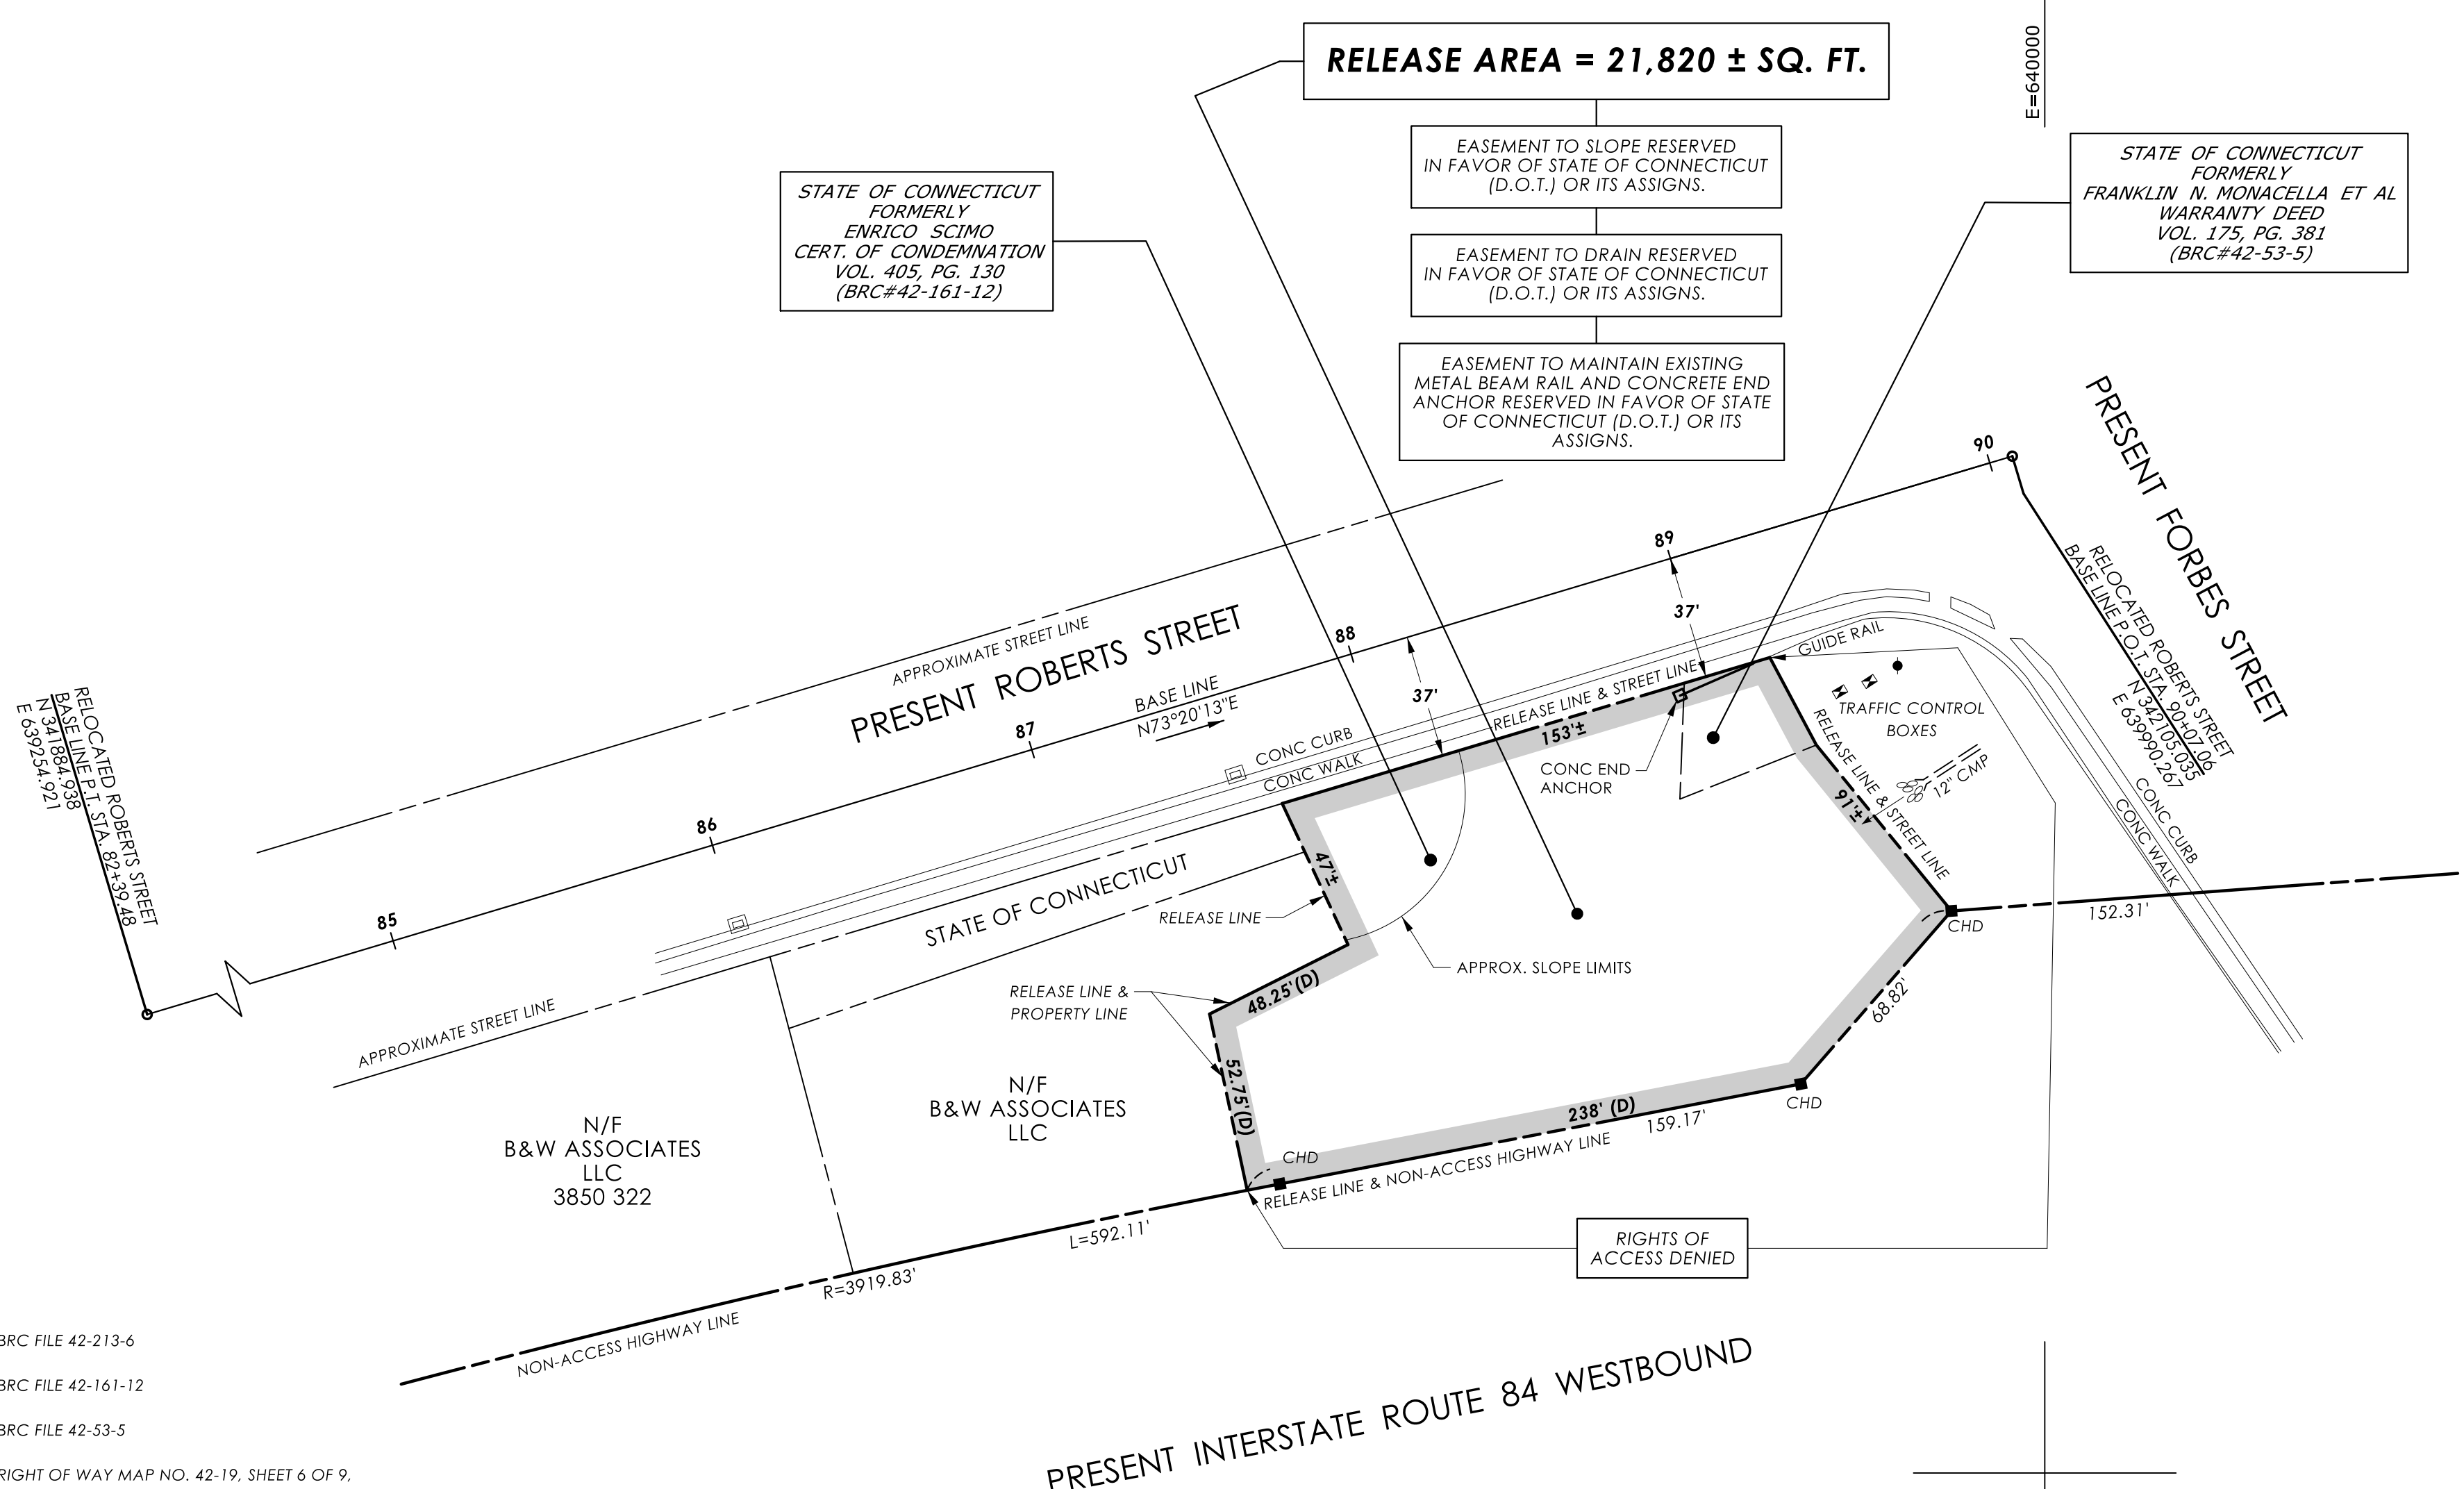 RELEASE AREA = 21,820 ± SQ. FT.
E=640000
EASEMENT TO SLOPE RESERVED
IN FAVOR OF STATE OF CONNECTICUT
(D.O.T.) OR ITS ASSIGNS.
EASEMENT TO DRAIN RESERVED
IN FAVOR OF STATE OF CONNECTICUT
(D.O.T.) OR ITS ASSIGNS.
EASEMENT TO MAINTAIN EXISTING
METAL BEAM RAIL AND CONCRETE END
ANCHOR RESERVED IN FAVOR OF STATE
OF CONNECTICUT (D.O.T.) OR ITS
ASSIGNS.
STATE OF CONNECTICUT
FORMERLY
ENRICO SCIMO
CERT. OF CONDEMNATION
VOL. 405, PG. 130
(BRC#42-161-12)
STATE OF CONNECTICUT
FORMERLY
FRANKLIN N. MONACELLA ET AL
WARRANTY DEED
VOL. 175, PG. 381
(BRC#42-53-5)
PRESENT FORBES STREET
90
89
88
87
86
85
37'
37'
APPROXIMATE STREET LINE
PRESENT ROBERTS STREET
BASE LINE
N73°20'13"E
RELOCATED ROBERTS STREET
BASE LINE P.O.T. STA. 90+07.06
N 342105.035
E 639990.267
RELOCATED ROBERTS STREET
BASE LINE P.T. STA. 82+39.48
N 341884.938
E 639254.921
GUIDE RAIL
RELEASE LINE & STREET LINE
153'±
CONC CURB
CONC WALK
CONC END
ANCHOR
TRAFFIC CONTROL
BOXES
RELEASE LINE & STREET LINE
91'±
12" CMP
CONC CURB
CONC WALK
STATE OF CONNECTICUT
47'±
RELEASE LINE
APPROX. SLOPE LIMITS
CHD
152.31'
68.82'
RELEASE LINE &
PROPERTY LINE
48.25'(D)
52.75'(D)
APPROXIMATE STREET LINE
N/F
B&W ASSOCIATES
LLC
N/F
B&W ASSOCIATES
LLC
3850 322
CHD
238' (D)
159.17'
CHD
RELEASE LINE & NON-ACCESS HIGHWAY LINE
L=592.11'
R=3919.83'
NON-ACCESS HIGHWAY LINE
RIGHTS OF
ACCESS DENIED
PRESENT INTERSTATE ROUTE 84 WESTBOUND
BRC FILE 42-213-6
BRC FILE 42-161-12
BRC FILE 42-53-5
RIGHT OF WAY MAP NO. 42-19, SHEET 6 OF 9,